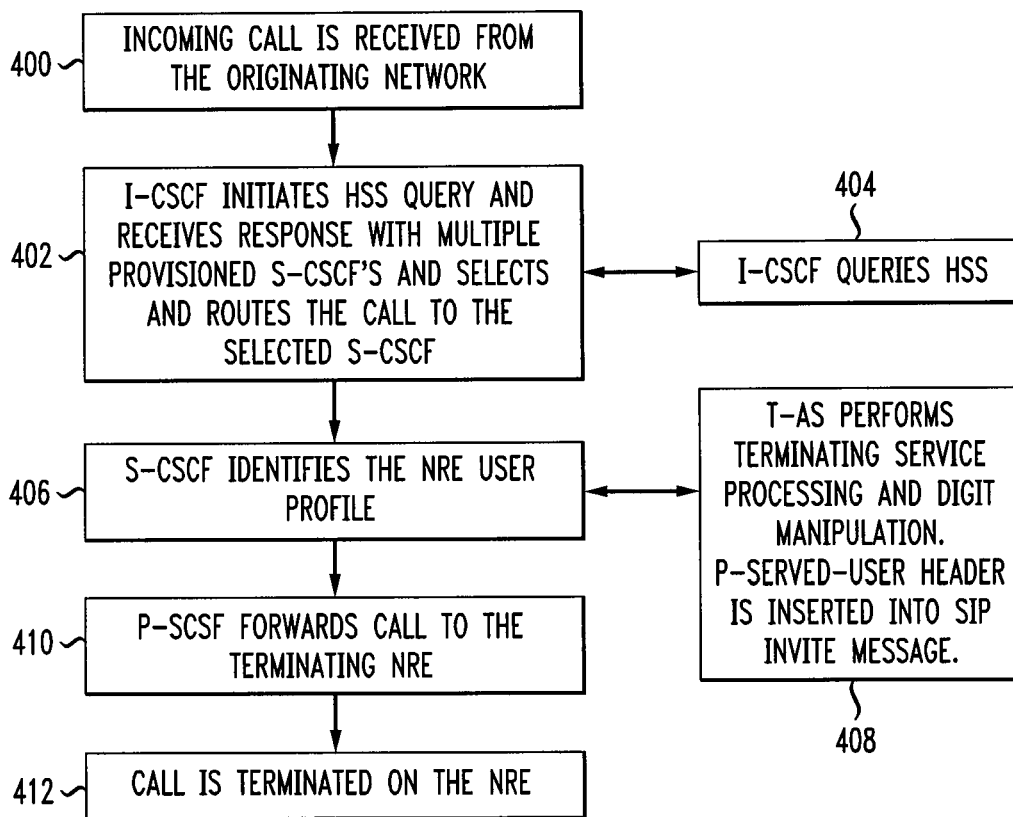 400
INCOMING CALL IS RECEIVED FROM
THE ORIGINATING NETWORK
402
I-CSCF INITIATES HSS QUERY AND
RECEIVES RESPONSE WITH MULTIPLE
PROVISIONED S-CSCF'S AND SELECTS
AND ROUTES THE CALL TO THE
SELECTED S-CSCF
404
I-CSCF QUERIES HSS
406
S-CSCF IDENTIFIES THE NRE USER
PROFILE
T-AS PERFORMS
TERMINATING SERVICE
PROCESSING AND DIGIT
MANIPULATION.
P-SERVED-USER HEADER
IS INSERTED INTO SIP
INVITE MESSAGE.
408
410
P-SCSF FORWARDS CALL TO THE
TERMINATING NRE
412
CALL IS TERMINATED ON THE NRE